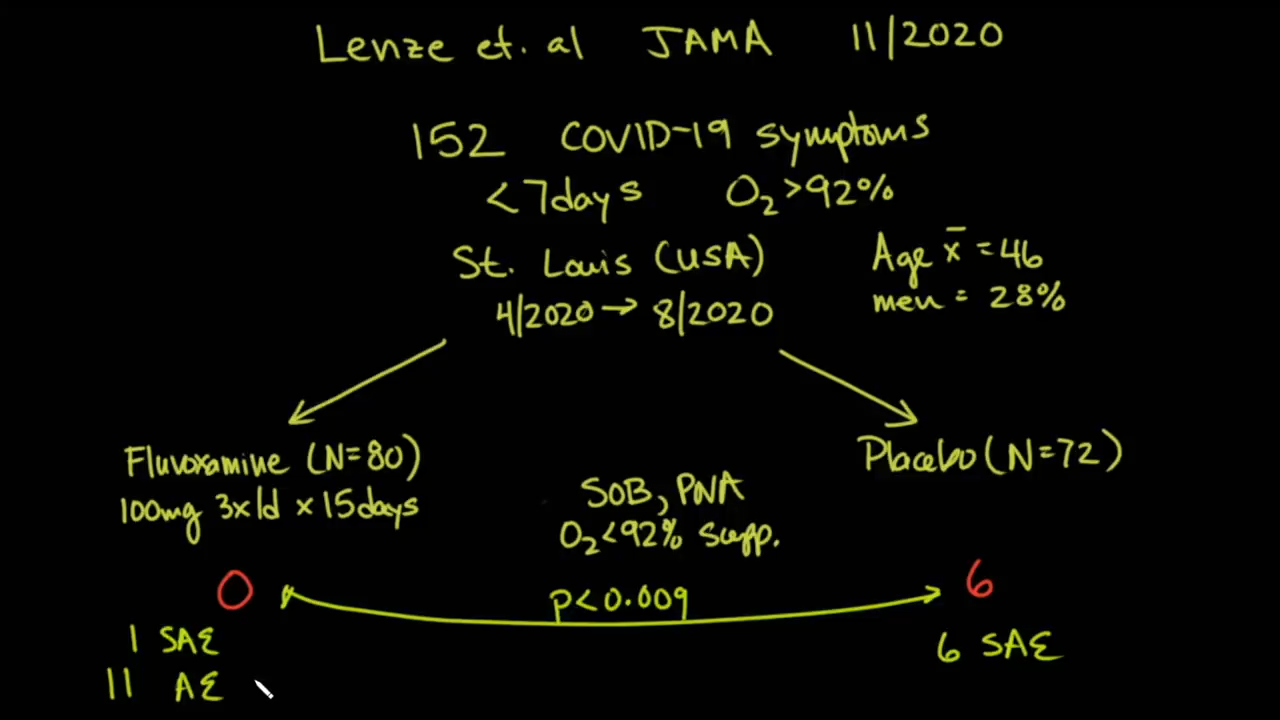 Lenze et. al JAMA 11/2020
152 COVID-19 symptoms
<7days O₂>92%
St. Louis (USA)
Age x̄ = 46
men = 28%
4/2020 → 8/2020
Fluvoxamine (N=80)
100mg 3x/d x 15days
Placebo (N=72)
SOB, PNA
O₂<92% supp.
0
p<0.009
6
1 SAE
11 AE
6 SAE